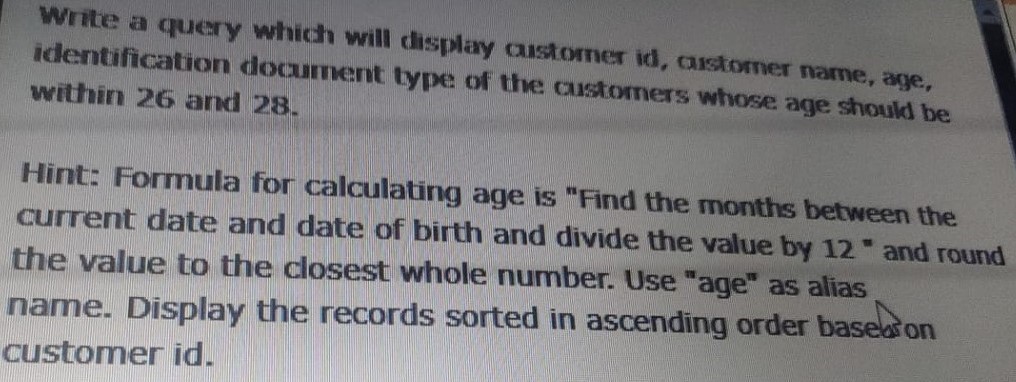 Write a query which will display customer id, customer name, age,
identification document type of the customers whose age should be
within 26 and 28.
Hint: Formula for calculating age is "Find the months between the
current date and date of birth and divide the value by 12 " and round
the value to the closest whole number. Use "age" as alias
name. Display the records sorted in ascending order based on
customer id.